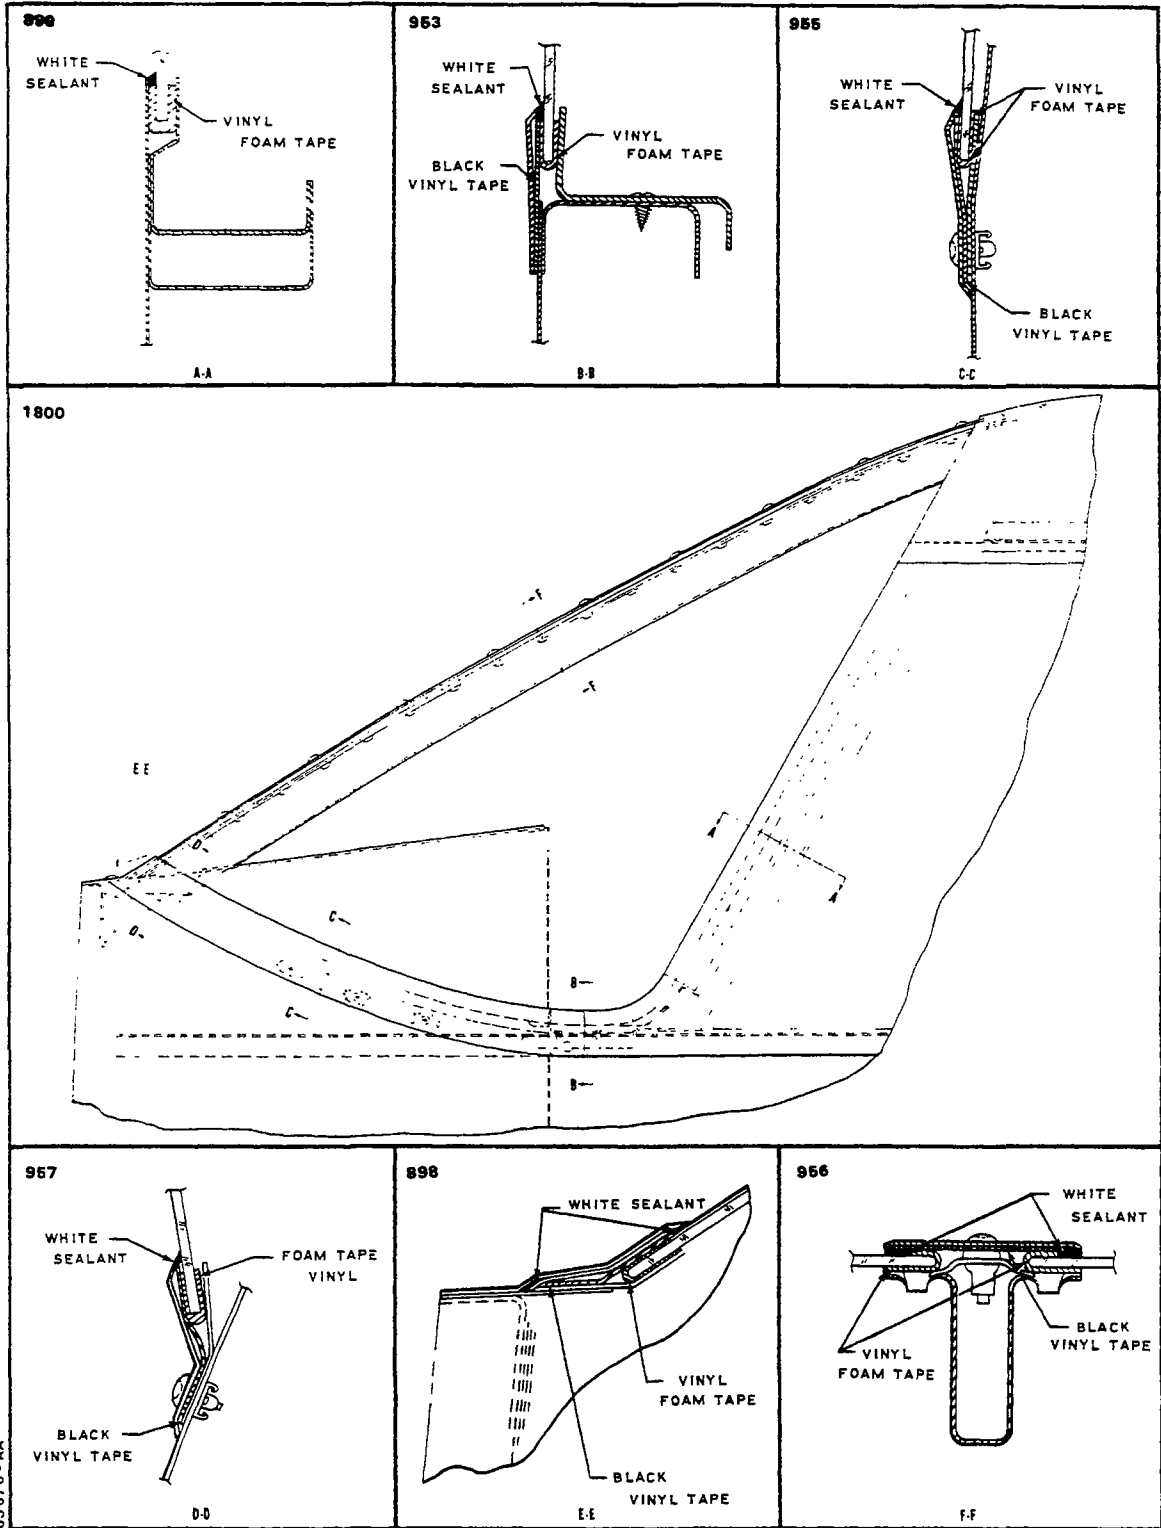 899
WHITE
SEALANT
VINYL
FOAM TAPE
A-A
953
WHITE
SEALANT
VINYL
FOAM TAPE
BLACK
VINYL TAPE
B-B
955
WHITE
SEALANT
VINYL
FOAM TAPE
BLACK
VINYL TAPE
C-C
1800
F
F
E E
D
D
C
C
A
A
B
B
957
WHITE
SEALANT
FOAM TAPE
VINYL
BLACK
VINYL TAPE
D-D
898
WHITE SEALANT
VINYL
FOAM TAPE
BLACK
VINYL TAPE
E-E
956
WHITE
SEALANT
BLACK
VINYL TAPE
VINYL
FOAM TAPE
F-F